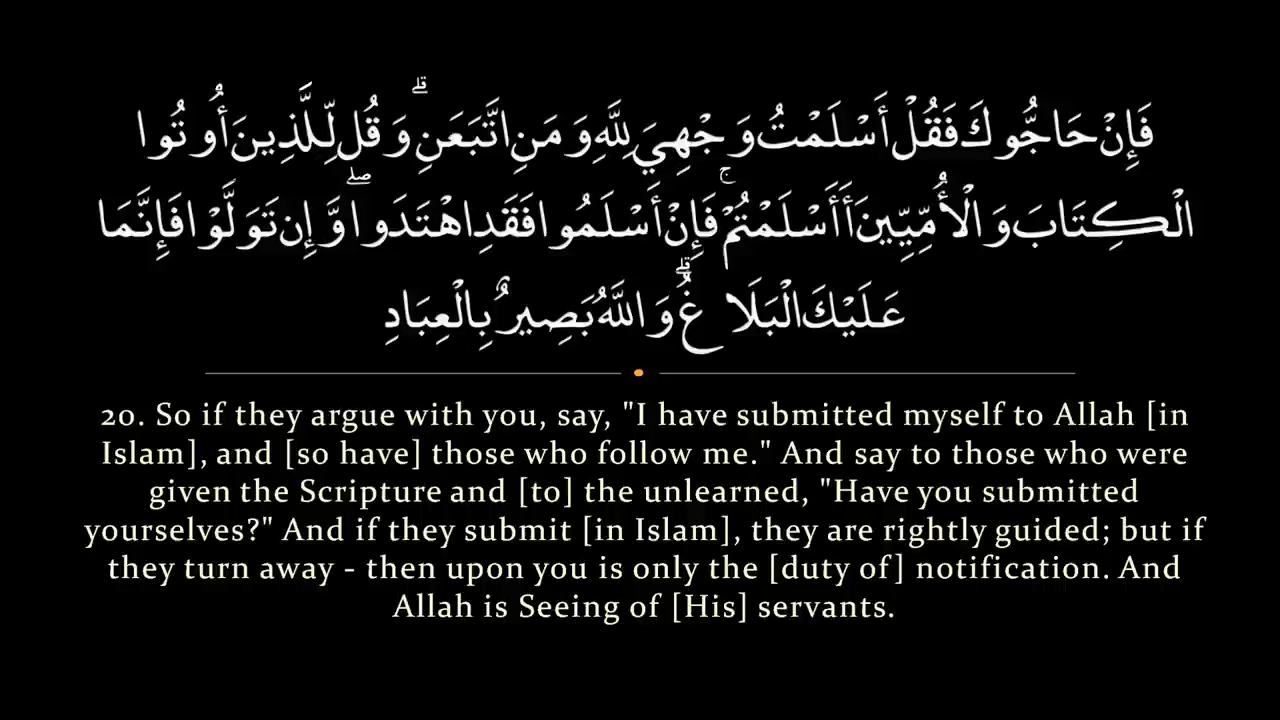 فَإِنْ حَاجُّوكَ فَقُلْ أَسْلَمْتُ وَجْهِيَ لِلَّهِ وَمَنِ اتَّبَعَنِ ۗ وَقُل لِّلَّذِينَ أُوتُوا
الْكِتَابَ وَالْأُمِّيِّينَ أَأَسْلَمْتُمْ ۚ فَإِنْ أَسْلَمُوا فَقَدِ اهْتَدَوا ۖ وَّإِن تَوَلَّوْا فَإِنَّمَا
عَلَيْكَ الْبَلَاغُ ۗ وَاللَّهُ بَصِيرٌ بِالْعِبَادِ
20. So if they argue with you, say, "I have submitted myself to Allah [in
Islam], and [so have] those who follow me." And say to those who were
given the Scripture and [to] the unlearned, "Have you submitted
yourselves?" And if they submit [in Islam], they are rightly guided; but if
they turn away - then upon you is only the [duty of] notification. And
Allah is Seeing of [His] servants.